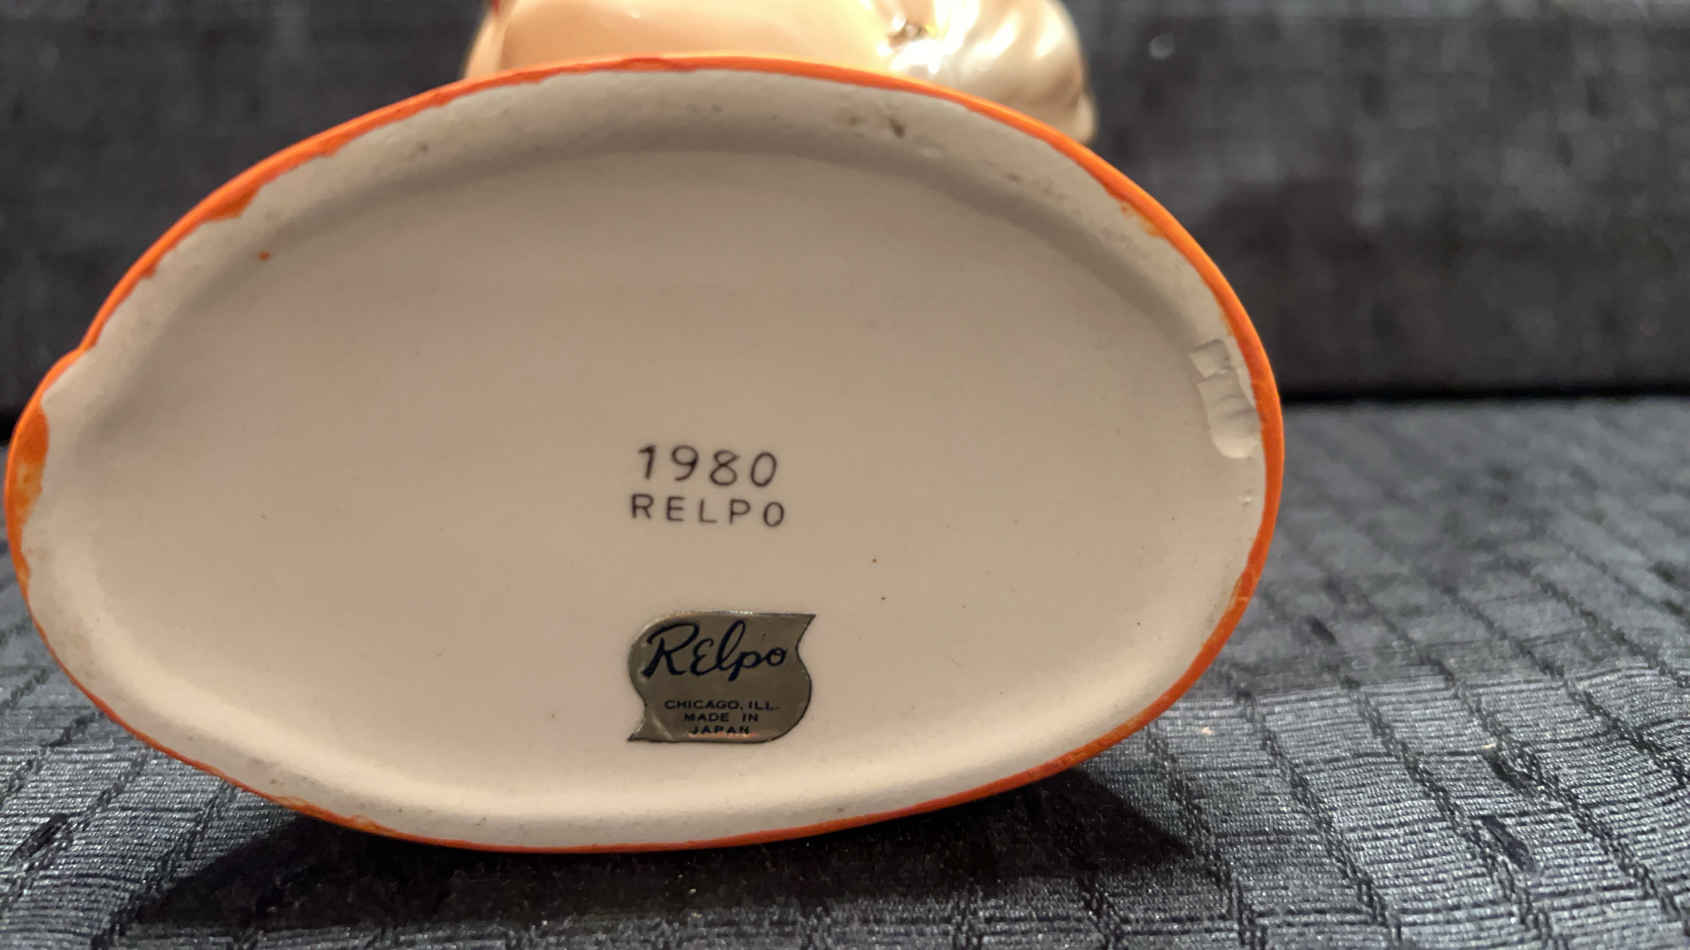 1980
RELPO
Relpo
CHICAGO, ILL.
MADE IN
JAPAN